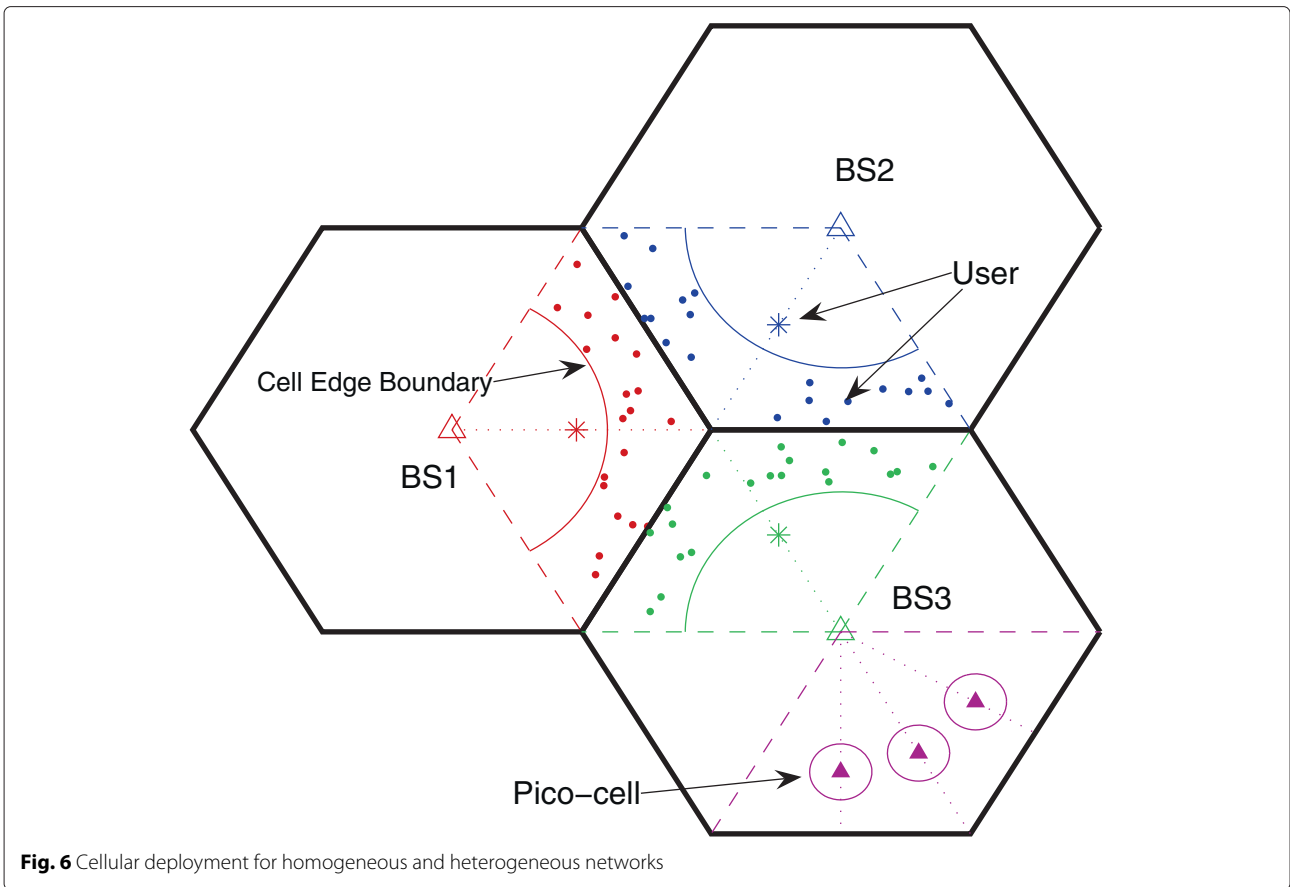 BS2
User
Cell Edge Boundary
BS1
BS3
Pico−cell
Fig. 6 Cellular deployment for homogeneous and heterogeneous networks